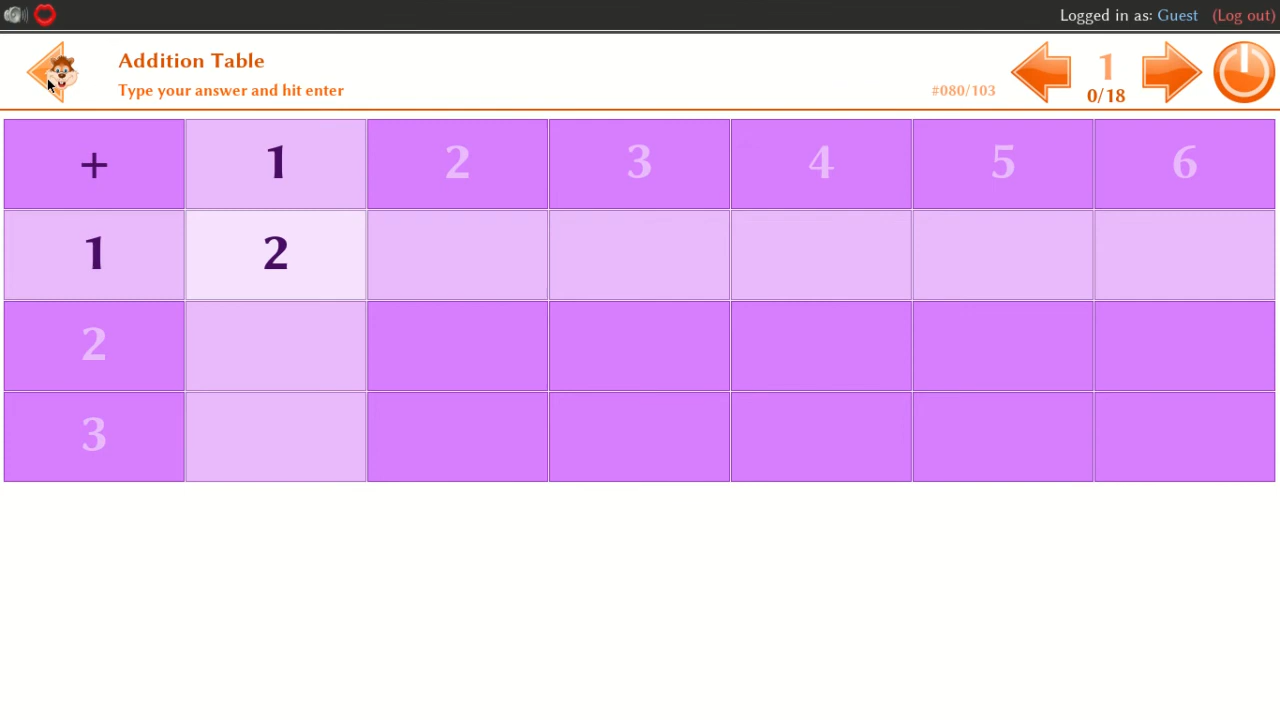 Logged in as: Guest (Log out)
Addition Table
Type your answer and hit enter
#080/103
1
0/18
+ 1 2 3 4 5 6
1 2
2
3